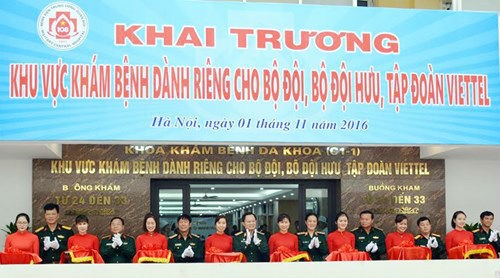 108
KHAI TRƯƠNG
KHU VỰC KHÁM BỆNH DÀNH RIÊNG CHO BỘ ĐỘI, BỘ ĐỘI HƯU, TẬP ĐOÀN VIETTEL
Hà Nội, ngày 01 tháng 11 năm 2016
KHOA KHÁM BỆNH ĐA KHOA (C1-1)
KHU VỰC KHÁM BỆNH DÀNH RIÊNG CHO BỘ ĐỘI, BỘ ĐỘI HƯU, TẬP ĐOÀN VIETTEL
BUỒNG KHÁM
TỪ 24 ĐẾN 33
BUỒNG KHÁM
ĐẾN 33